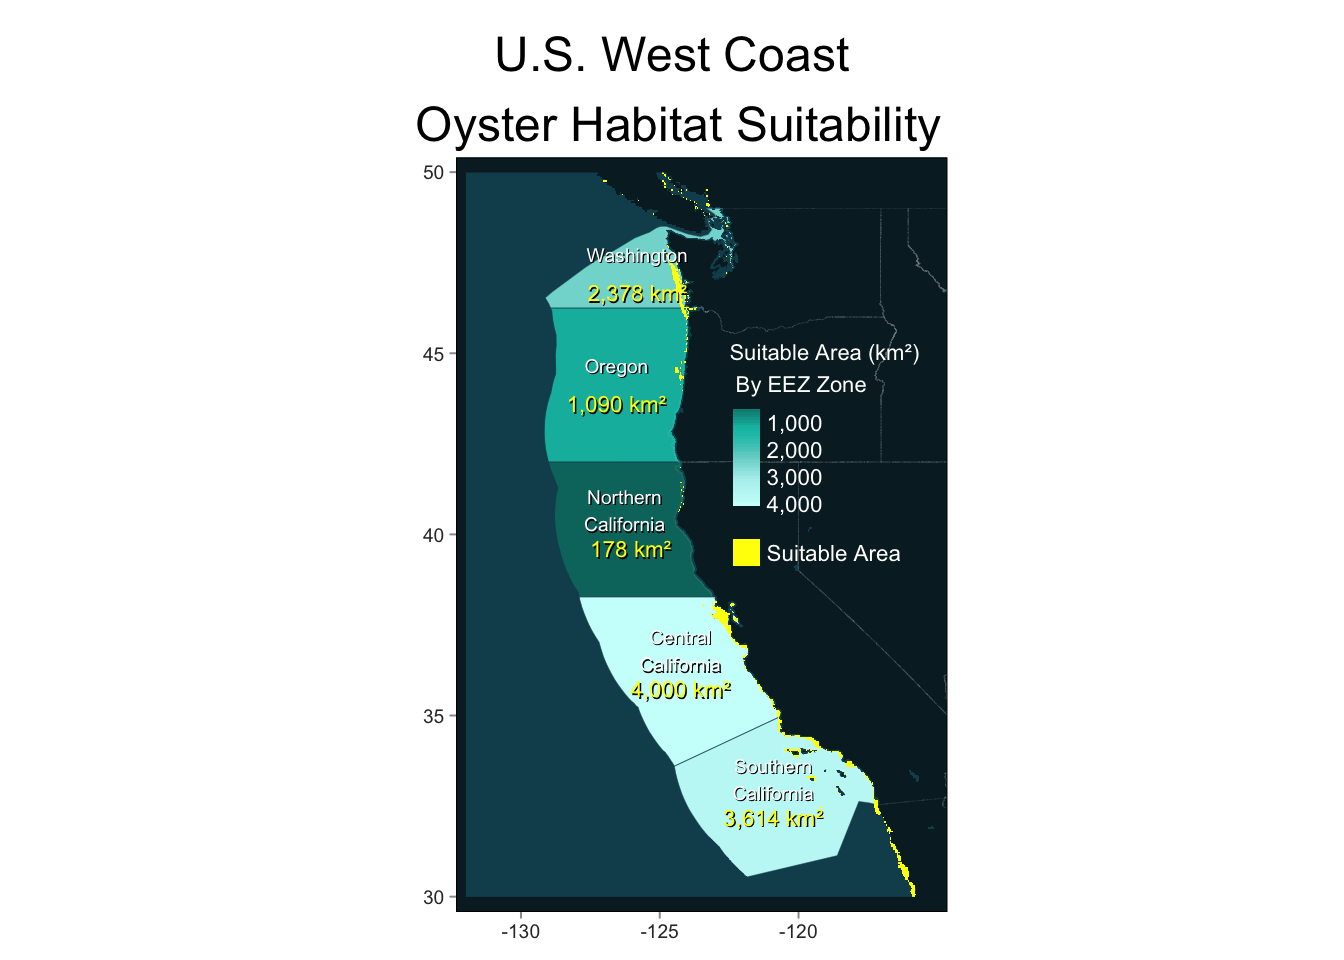 U.S. West Coast
Oyster Habitat Suitability
50
45
40
35
30
Washington
2,378 km²
Oregon
1,090 km²
Northern
California
178 km²
Central
California
4,000 km²
Southern
California
3,614 km²
Suitable Area (km²)
By EEZ Zone
1,000
2,000
3,000
4,000
Suitable Area
-130
-125
-120